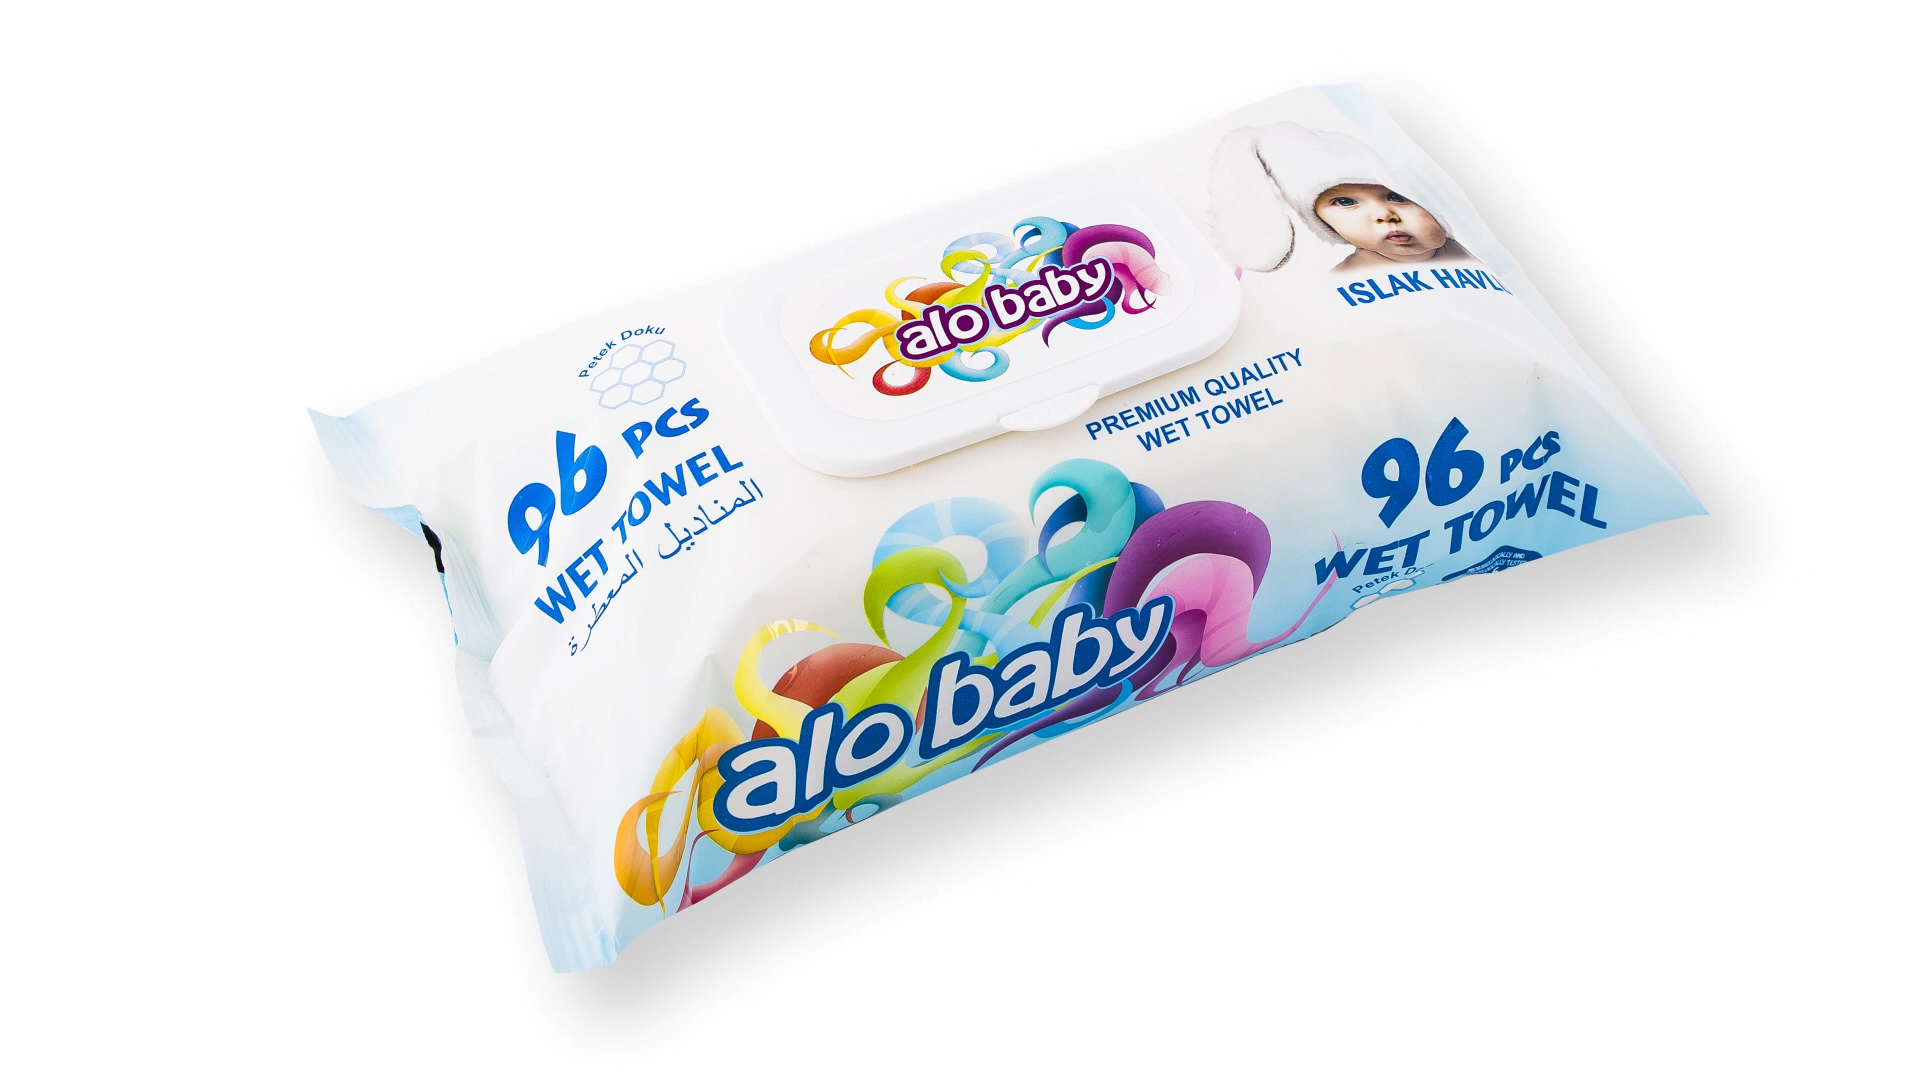 Petek Doku
96 PCS
WET TOWEL
المناديل المعطرة
alo baby
ISLAK HAVL
PREMIUM QUALITY
WET TOWEL
alo baby
96 PCS
WET TOWEL
Petek D